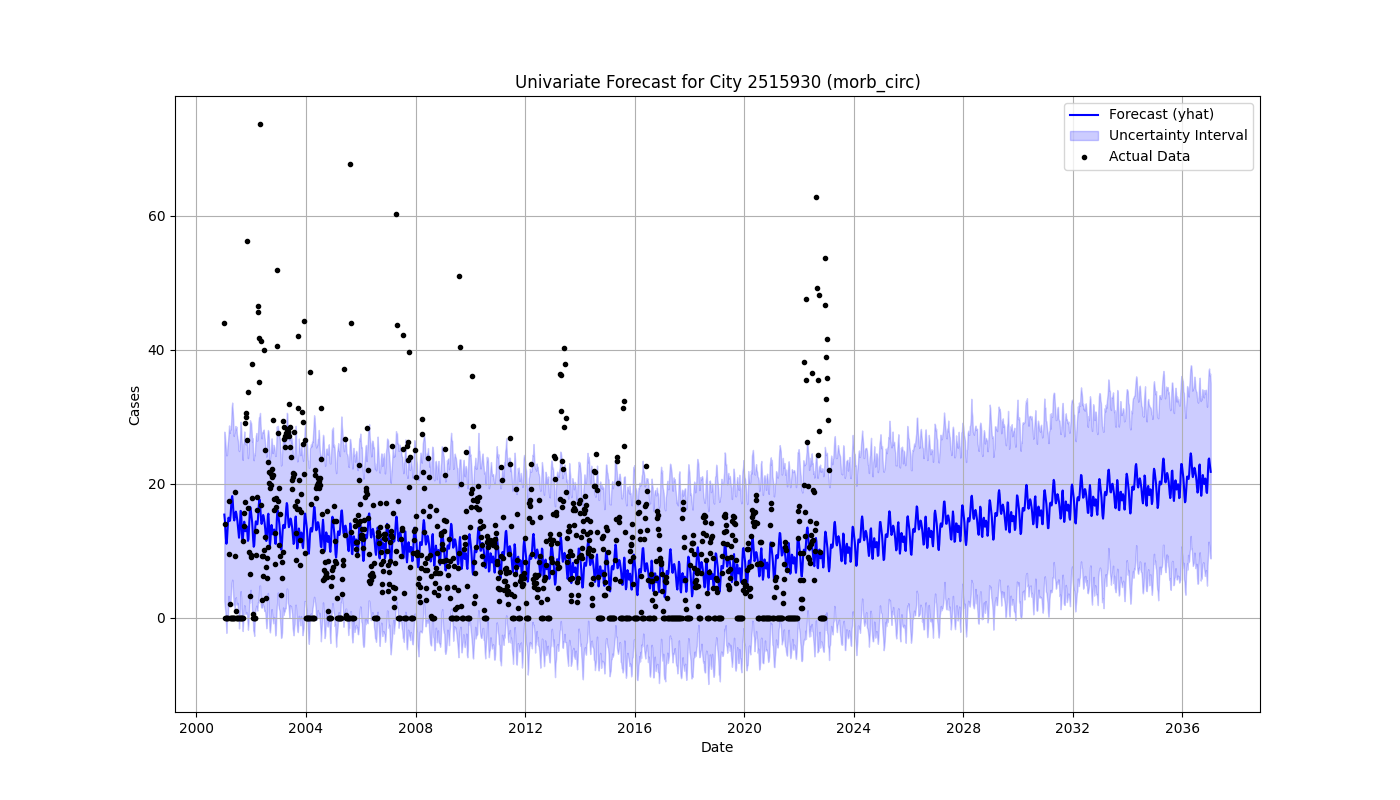 Univariate Forecast for City 2515930 (morb_circ)
Forecast (yhat)
Uncertainty Interval
Actual Data
Cases
60
40
20
0
2000 2004 2008 2012 2016 2020 2024 2028 2032 2036
Date